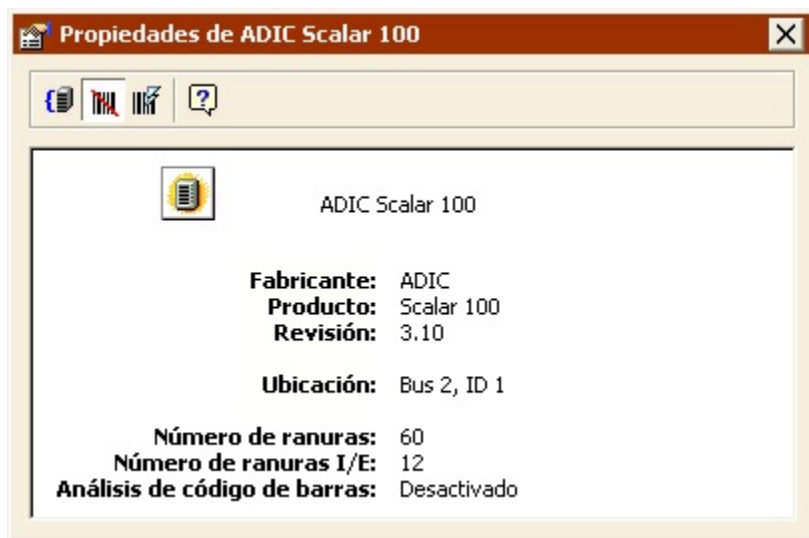 Propiedades de ADIC Scalar 100
ADIC Scalar 100
Fabricante: ADIC
Producto: Scalar 100
Revisión: 3.10
Ubicación: Bus 2, ID 1
Número de ranuras: 60
Número de ranuras I/E: 12
Análisis de código de barras: Desactivado